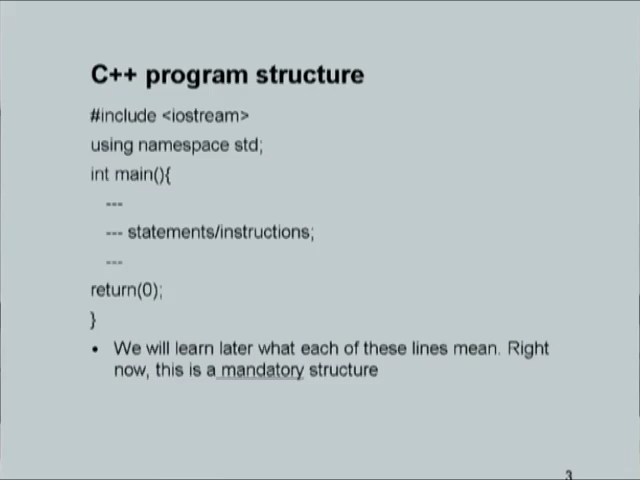 C++ program structure
#include <iostream>
using namespace std;
int main(){
---
--- statements/instructions;
---
return(0);
}
• We will learn later what each of these lines mean. Right
now, this is a mandatory structure
3